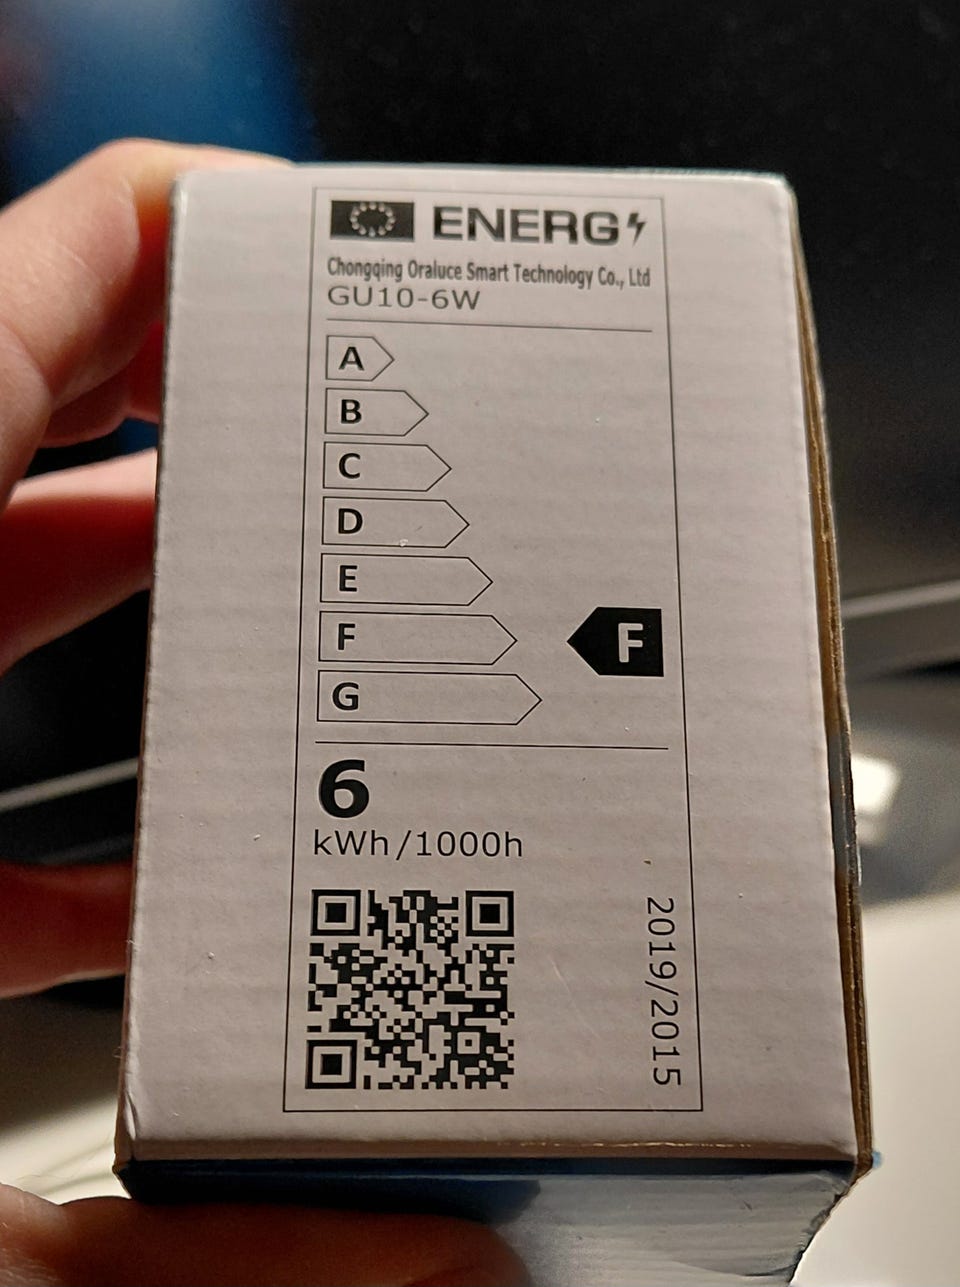 ENERG
Chongqing Oraluce Smart Technology Co., Ltd
GU10-6W
A
B
C
D
E
F
F
G
6
kWh/1000h
2019/2015